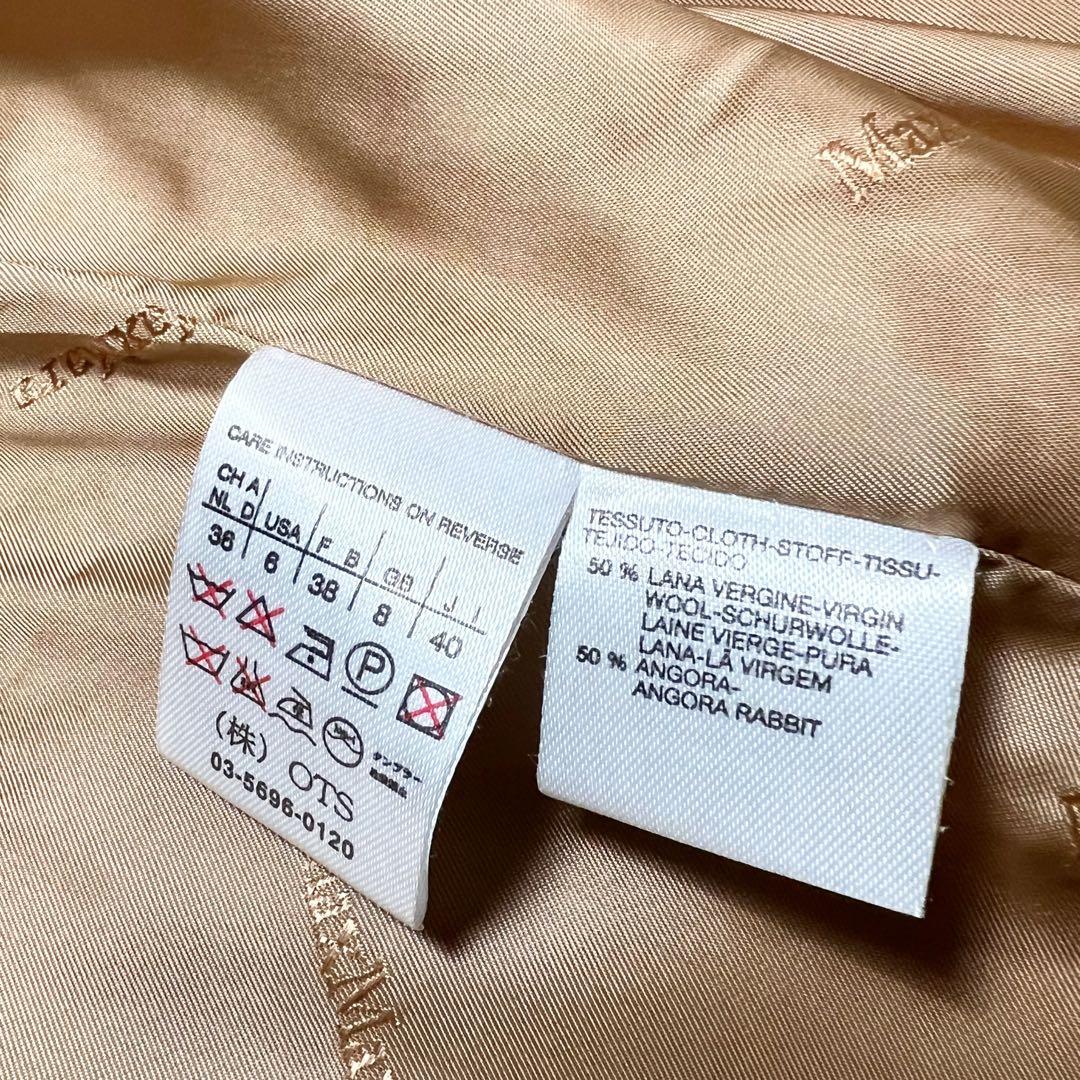 Max
MaxMara
CARE INSTRUCTIONS ON REVERSE
CH A NL D USA F B GB J I
36 6 38 8 40
P
(株) OTS
03-5696-0120
TESSUTO-CLOTH-STOFF-TISSU-
TEJIDO-TECIDO
50 % LANA VERGINE-VIRGIN
WOOL-SCHURWOLLE-
LAINE VIERGE-PURA
LANA-LÃ VIRGEM
50 % ANGORA-
ANGORA RABBIT
M